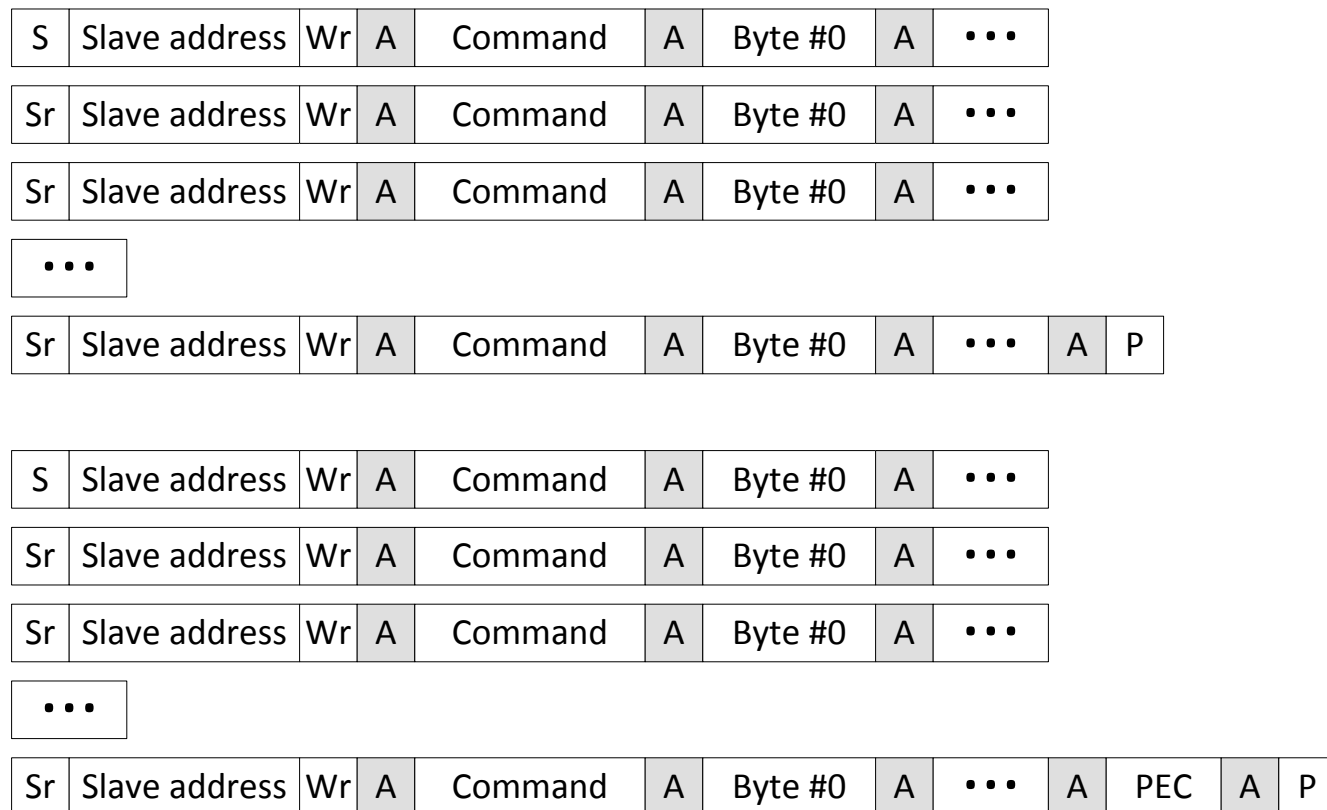 S Slave address Wr A Command A Byte #0 A ...
Sr Slave address Wr A Command A Byte #0 A ...
Sr Slave address Wr A Command A Byte #0 A ...
...
Sr Slave address Wr A Command A Byte #0 A ... A P
S Slave address Wr A Command A Byte #0 A ...
Sr Slave address Wr A Command A Byte #0 A ...
Sr Slave address Wr A Command A Byte #0 A ...
...
Sr Slave address Wr A Command A Byte #0 A ... A PEC A P